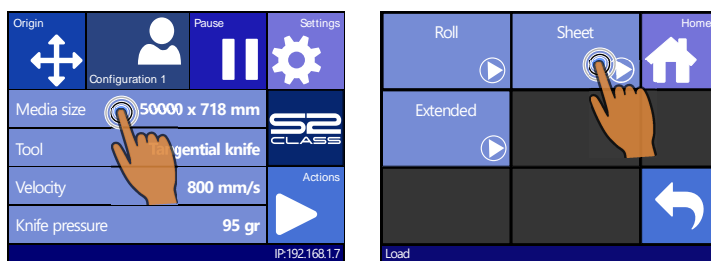 Origin
Configuration 1
Pause
Settings
Media size 50000 x 718 mm
S2
CLASS
Tool Tangential knife
Velocity 800 mm/s
Actions
Knife pressure 95 gr
IP:192.168.1.7
Roll
Sheet
Home
Extended
Load